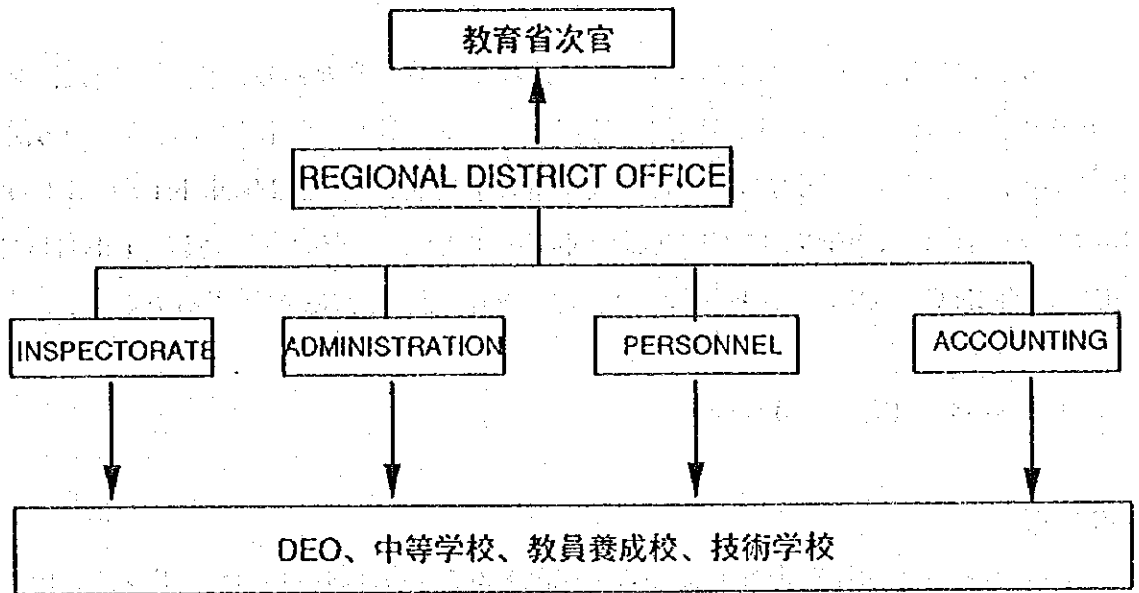 教育省次官
REGIONAL DISTRICT OFFICE
INSPECTORATE
ADMINISTRATION
PERSONNEL
ACCOUNTING
DEO、中等学校、教員養成校、技術学校